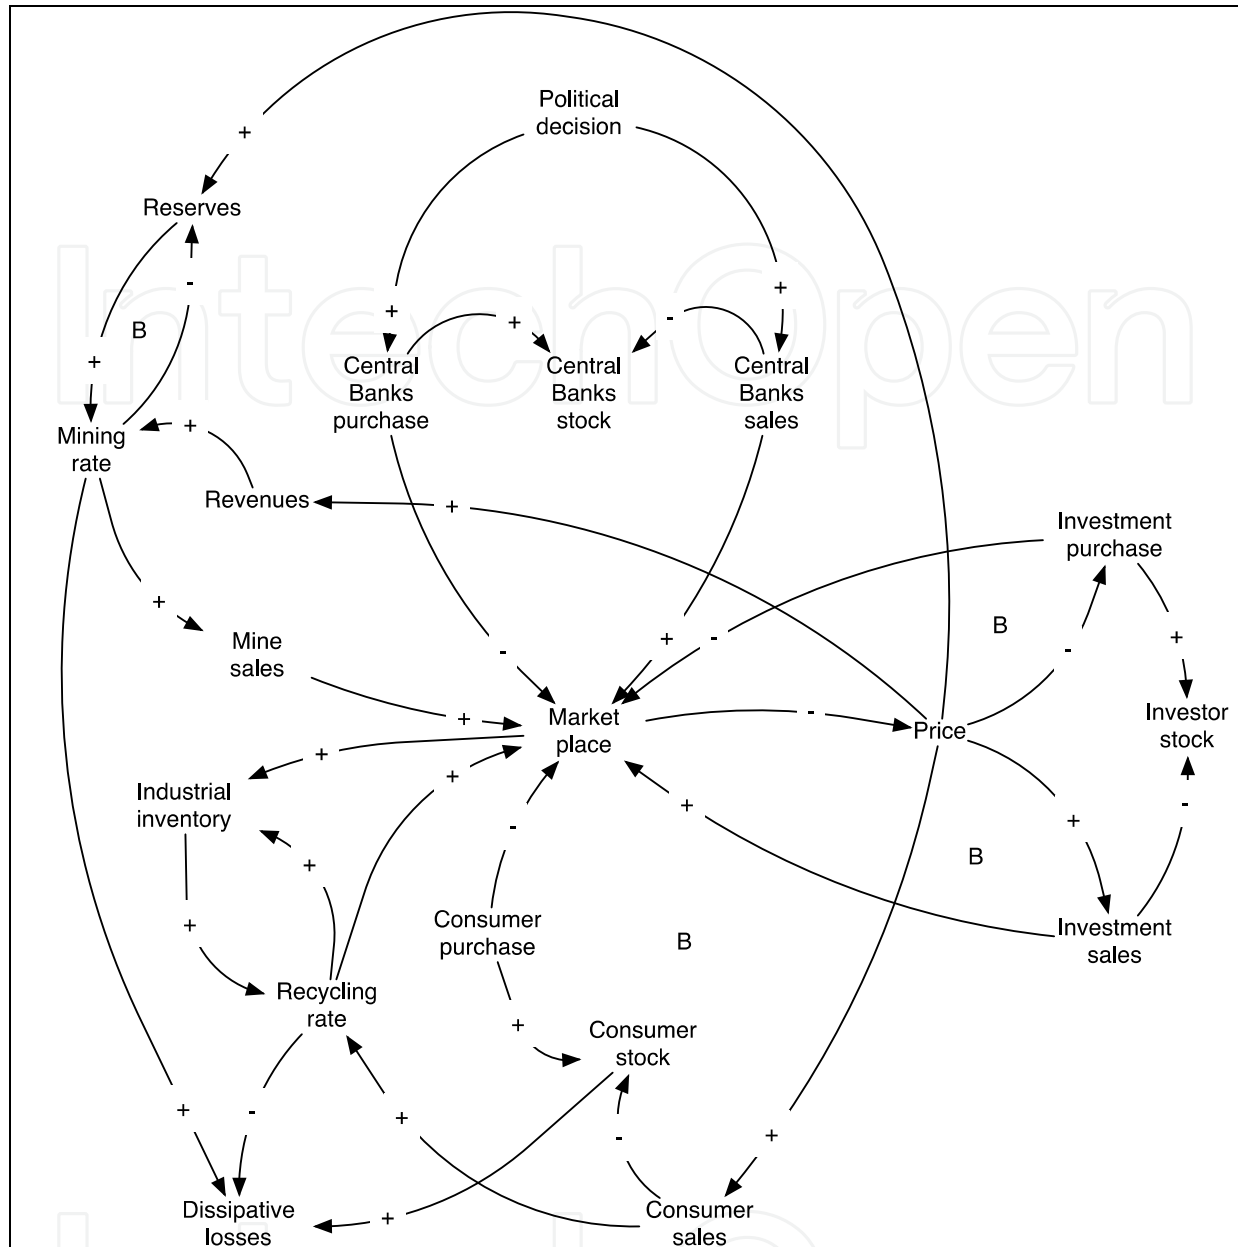 Political
decision
+
Reserves
-
+
+
+
-
B
+
Central
Banks
purchase
Central
Banks
stock
Central
Banks
sales
Mining
rate
+
Revenues
+
Investment
purchase
+
Mine
sales
-
+
-
B
-
+
Market
place
+
-
Price
Investor
stock
+
+
Industrial
inventory
-
+
+
-
+
B
+
Consumer
purchase
B
Investment
sales
+
Recycling
rate
+
Consumer
stock
+
-
+
-
+
Dissipative
losses
+
Consumer
sales
IntechOpen